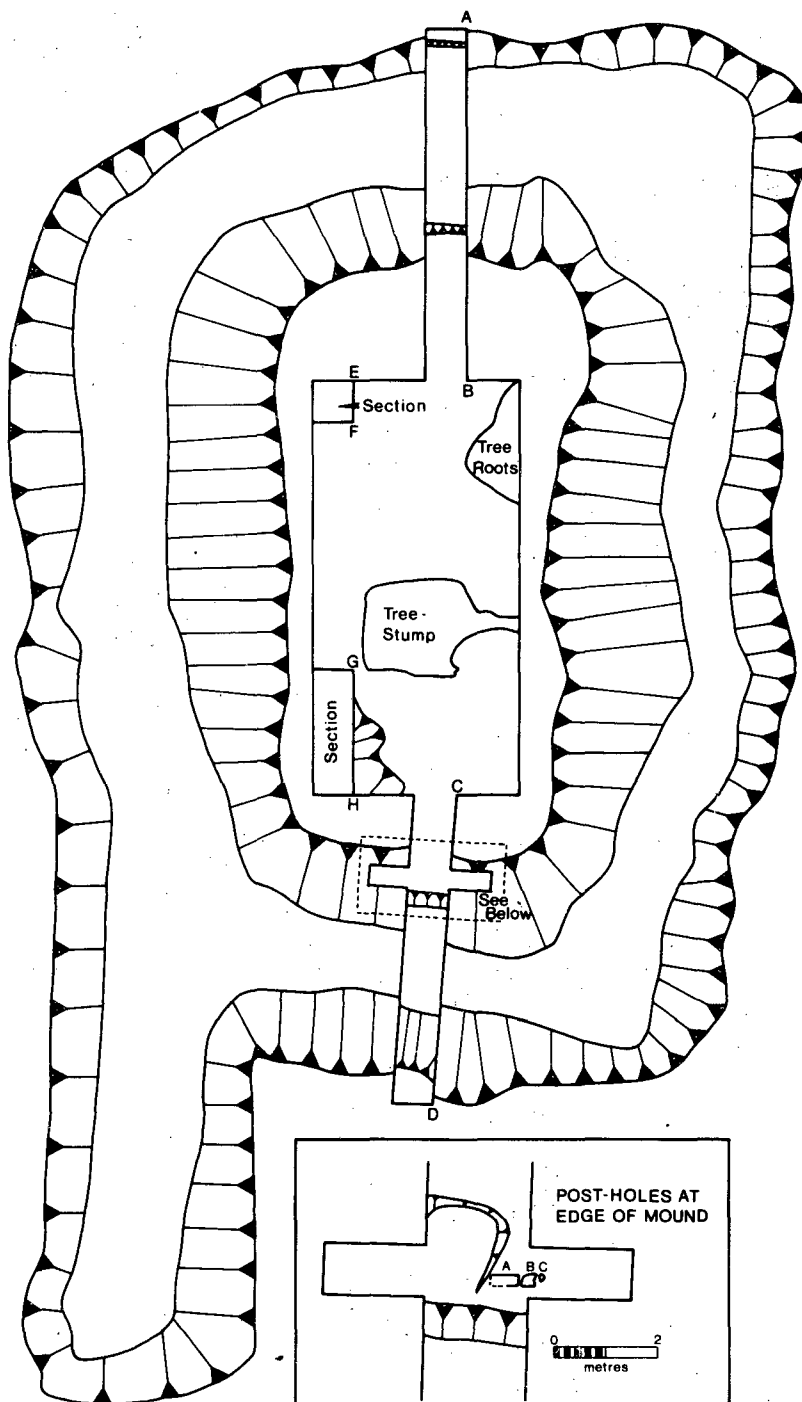 A
E
B
Section
F
Tree
Roots
Tree-
Stump
G
Section
H
C
See
Below
D
POST-HOLES AT
EDGE OF MOUND
A
B
C
0
2
metres